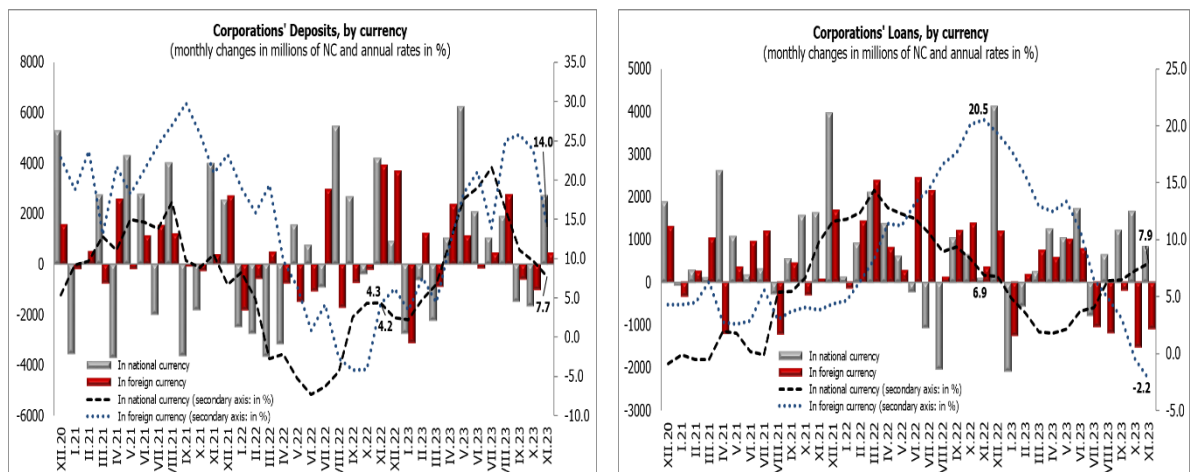 Corporations' Deposits, by currency
(monthly changes in millions of NC and annual rates in %)
8000
6000
4000
2000
0
-2000
-4000
-6000
35.0
30.0
25.0
20.0
15.0
10.0
5.0
0.0
-5.0
-10.0
14.0
4.3
4.2
7.7
In national currency
In foreign currency
In national currency (secondary axis: in %)
In foreign currency (secondary axis: in %)
XII.20
I.21
II.21
III.21
IV.21
V.21
VI.21
VII.21
VIII.21
IX.21
X.21
XI.21
XII.21
I.22
II.22
III.22
IV.22
V.22
VI.22
VII.22
VIII.22
IX.22
X.22
XI.22
XII.22
I.23
II.23
III.23
IV.23
V.23
VI.23
VII.23
VIII.23
IX.23
X.23
XI.23
Corporations' Loans, by currency
(monthly changes in millions of NC and annual rates in %)
5000
4000
3000
2000
1000
0
-1000
-2000
-3000
25.0
20.0
15.0
10.0
5.0
0.0
-5.0
20.5
6.9
7.9
-2.2
In national currency
In foreign currency
In national currency (secondary axis: in %)
In foreign currency (secondary axis: in %)
XII.20
I.21
II.21
III.21
IV.21
V.21
VI.21
VII.21
VIII.21
IX.21
X.21
XI.21
XII.21
I.22
II.22
III.22
IV.22
V.22
VI.22
VII.22
VIII.22
IX.22
X.22
XI.22
XII.22
I.23
II.23
III.23
IV.23
V.23
VI.23
VII.23
VIII.23
IX.23
X.23
XI.23